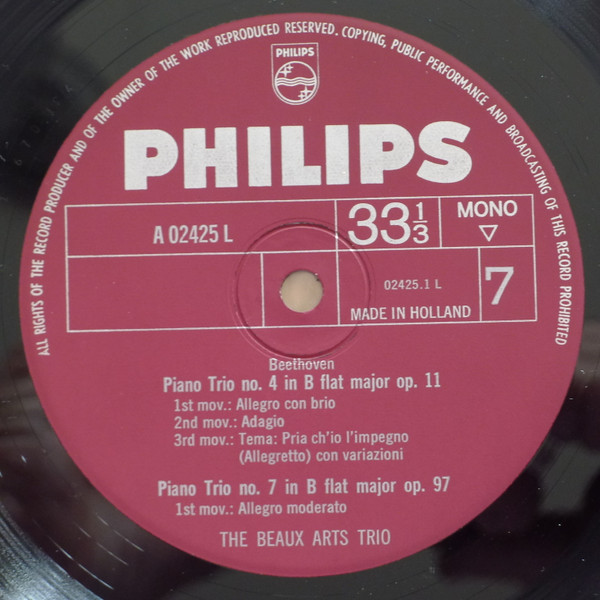 ALL RIGHTS OF THE RECORD PRODUCER AND OF THE OWNER OF THE WORK REPRODUCED RESERVED. COPYING, PUBLIC PERFORMANCE AND BROADCASTING OF THIS RECORD PROHIBITED
PHILIPS
PHILIPS
A 02425 L
33 1/3
MONO
▽
02425.1 L
MADE IN HOLLAND
7
Beethoven
Piano Trio no. 4 in B flat major op. 11
1st mov.: Allegro con brio
2nd mov.: Adagio
3rd mov.: Tema: Pria ch'io l'impegno
(Allegretto) con variazioni
Piano Trio no. 7 in B flat major op. 97
1st mov.: Allegro moderato
THE BEAUX ARTS TRIO